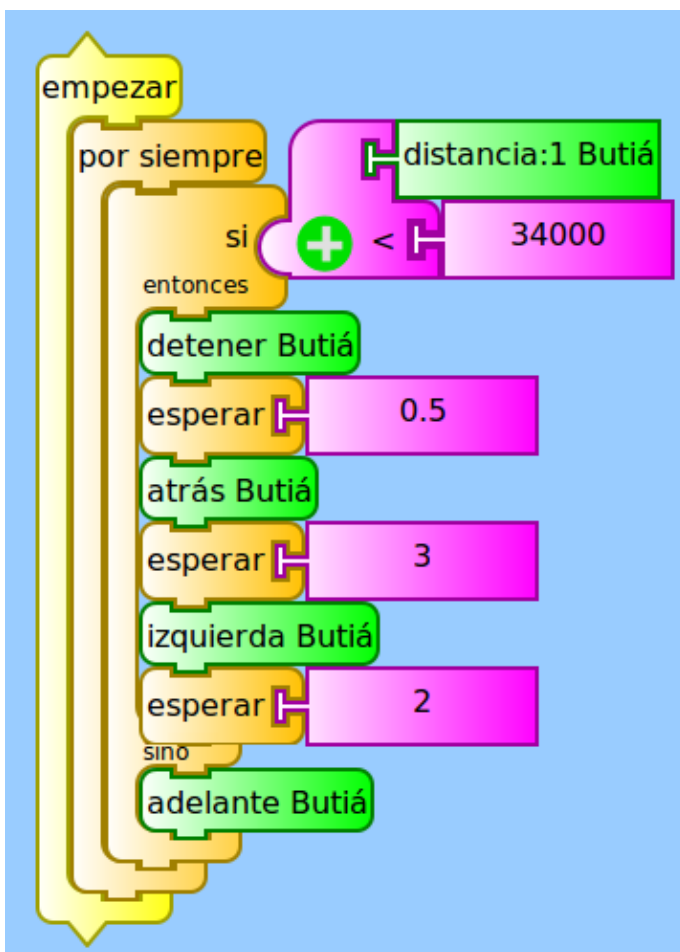 empezar
por siempre
distancia:1 Butiá
si
<
34000
entonces
detener Butiá
esperar 0.5
atrás Butiá
esperar 3
izquierda Butiá
esperar 2
sino
adelante Butiá